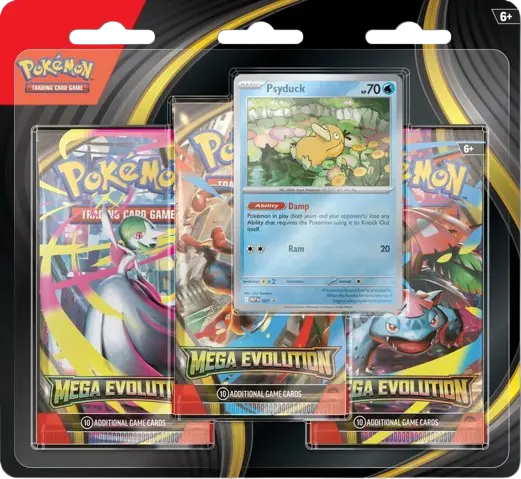 6+
POKÉMON
TRADING CARD GAME
Psyduck
HP 70
Ability Damp
Pokémon in play (both yours and your opponent's) lose any
Ability that requires the Pokémon using it to Knock Out
itself.
Ram 20
Pokémon
TRADING CARD GAME
MEGA EVOLUTION
10 ADDITIONAL GAME CARDS
Pokémon
MEGA EVOLUTION
10 ADDITIONAL GAME CARDS
6+
MEGA EVOLUTION
10 ADDITIONAL GAME CARDS